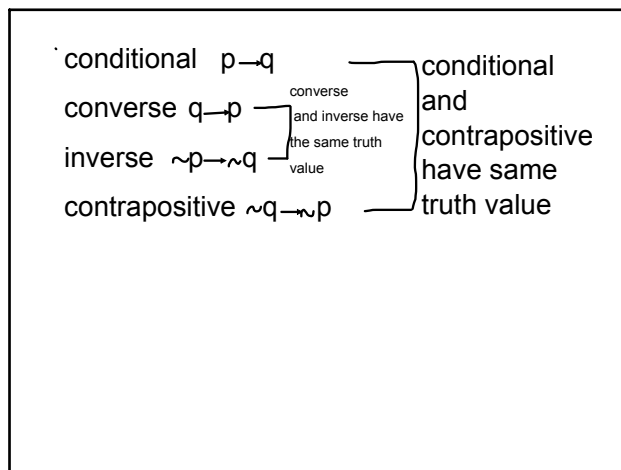 conditional p→q
converse q→p
inverse ~p→~q
contrapositive ~q→~p
converse
and inverse have
the same truth
value
conditional
and
contrapositive
have same
truth value